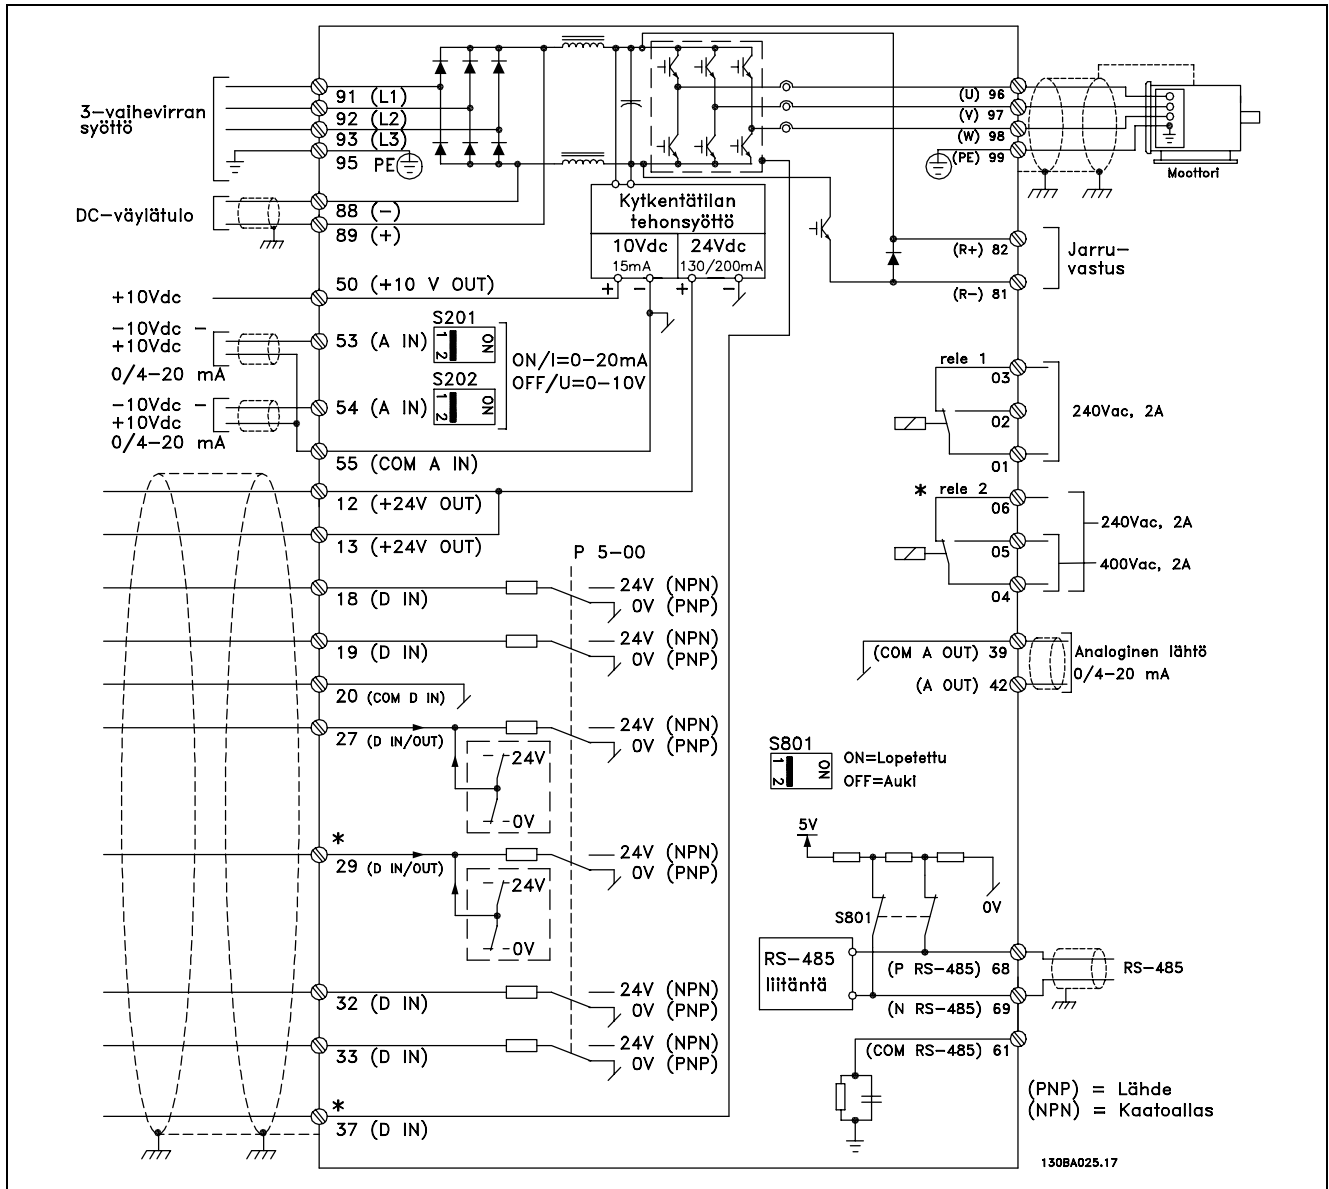 3-vaihevirran
syöttö
91 (L1)
92 (L2)
93 (L3)
95 PE
DC-väylätulo
88 (-)
89 (+)
Kytkentätilan
tehonsyöttö
10Vdc
15mA
24Vdc
130/200mA
+ - + -
+10Vdc
50 (+10 V OUT)
-10Vdc -
+10Vdc
0/4-20 mA
53 (A IN)
S201
1 2
ON
ON/I=0-20mA
OFF/U=0-10V
-10Vdc -
+10Vdc
0/4-20 mA
54 (A IN)
S202
1 2
ON
55 (COM A IN)
12 (+24V OUT)
13 (+24V OUT)
P 5-00
18 (D IN)
24V (NPN)
0V (PNP)
19 (D IN)
24V (NPN)
0V (PNP)
20 (COM D IN)
27 (D IN/OUT)
24V (NPN)
0V (PNP)
24V
0V
*
29 (D IN/OUT)
24V (NPN)
0V (PNP)
24V
0V
32 (D IN)
24V (NPN)
0V (PNP)
33 (D IN)
24V (NPN)
0V (PNP)
*
37 (D IN)
(U) 96
(V) 97
(W) 98
(PE) 99
Moottori
(R+) 82
(R-) 81
Jarru-
vastus
rele 1
03
02
01
240Vac, 2A
* rele 2
06
05
04
240Vac, 2A
400Vac, 2A
(COM A OUT) 39
(A OUT) 42
Analoginen lähtö
0/4-20 mA
S801
1 2
ON
ON=Lopetettu
OFF=Auki
5V
0V
S801
RS-485
liitäntä
(P RS-485) 68
(N RS-485) 69
(COM RS-485) 61
RS-485
(PNP) = Lähde
(NPN) = Kaatoallas
130BA025.17